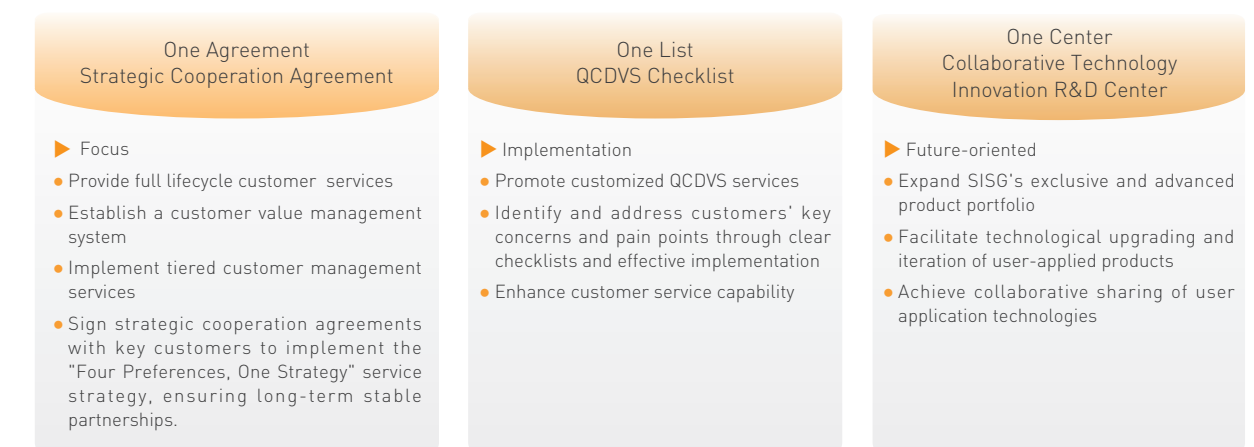 One Agreement
Strategic Cooperation Agreement
Focus
Provide full lifecycle customer services
Establish a customer value management
system
Implement tiered customer management
services
Sign strategic cooperation agreements
with key customers to implement the
"Four Preferences, One Strategy" service
strategy, ensuring long-term stable
partnerships.
One List
QCDVS Checklist
Implementation
Promote customized QCDVS services
Identify and address customers' key
concerns and pain points through clear
checklists and effective implementation
Enhance customer service capability
One Center
Collaborative Technology
Innovation R&D Center
Future-oriented
Expand SISG's exclusive and advanced
product portfolio
Facilitate technological upgrading and
iteration of user-applied products
Achieve collaborative sharing of user
application technologies